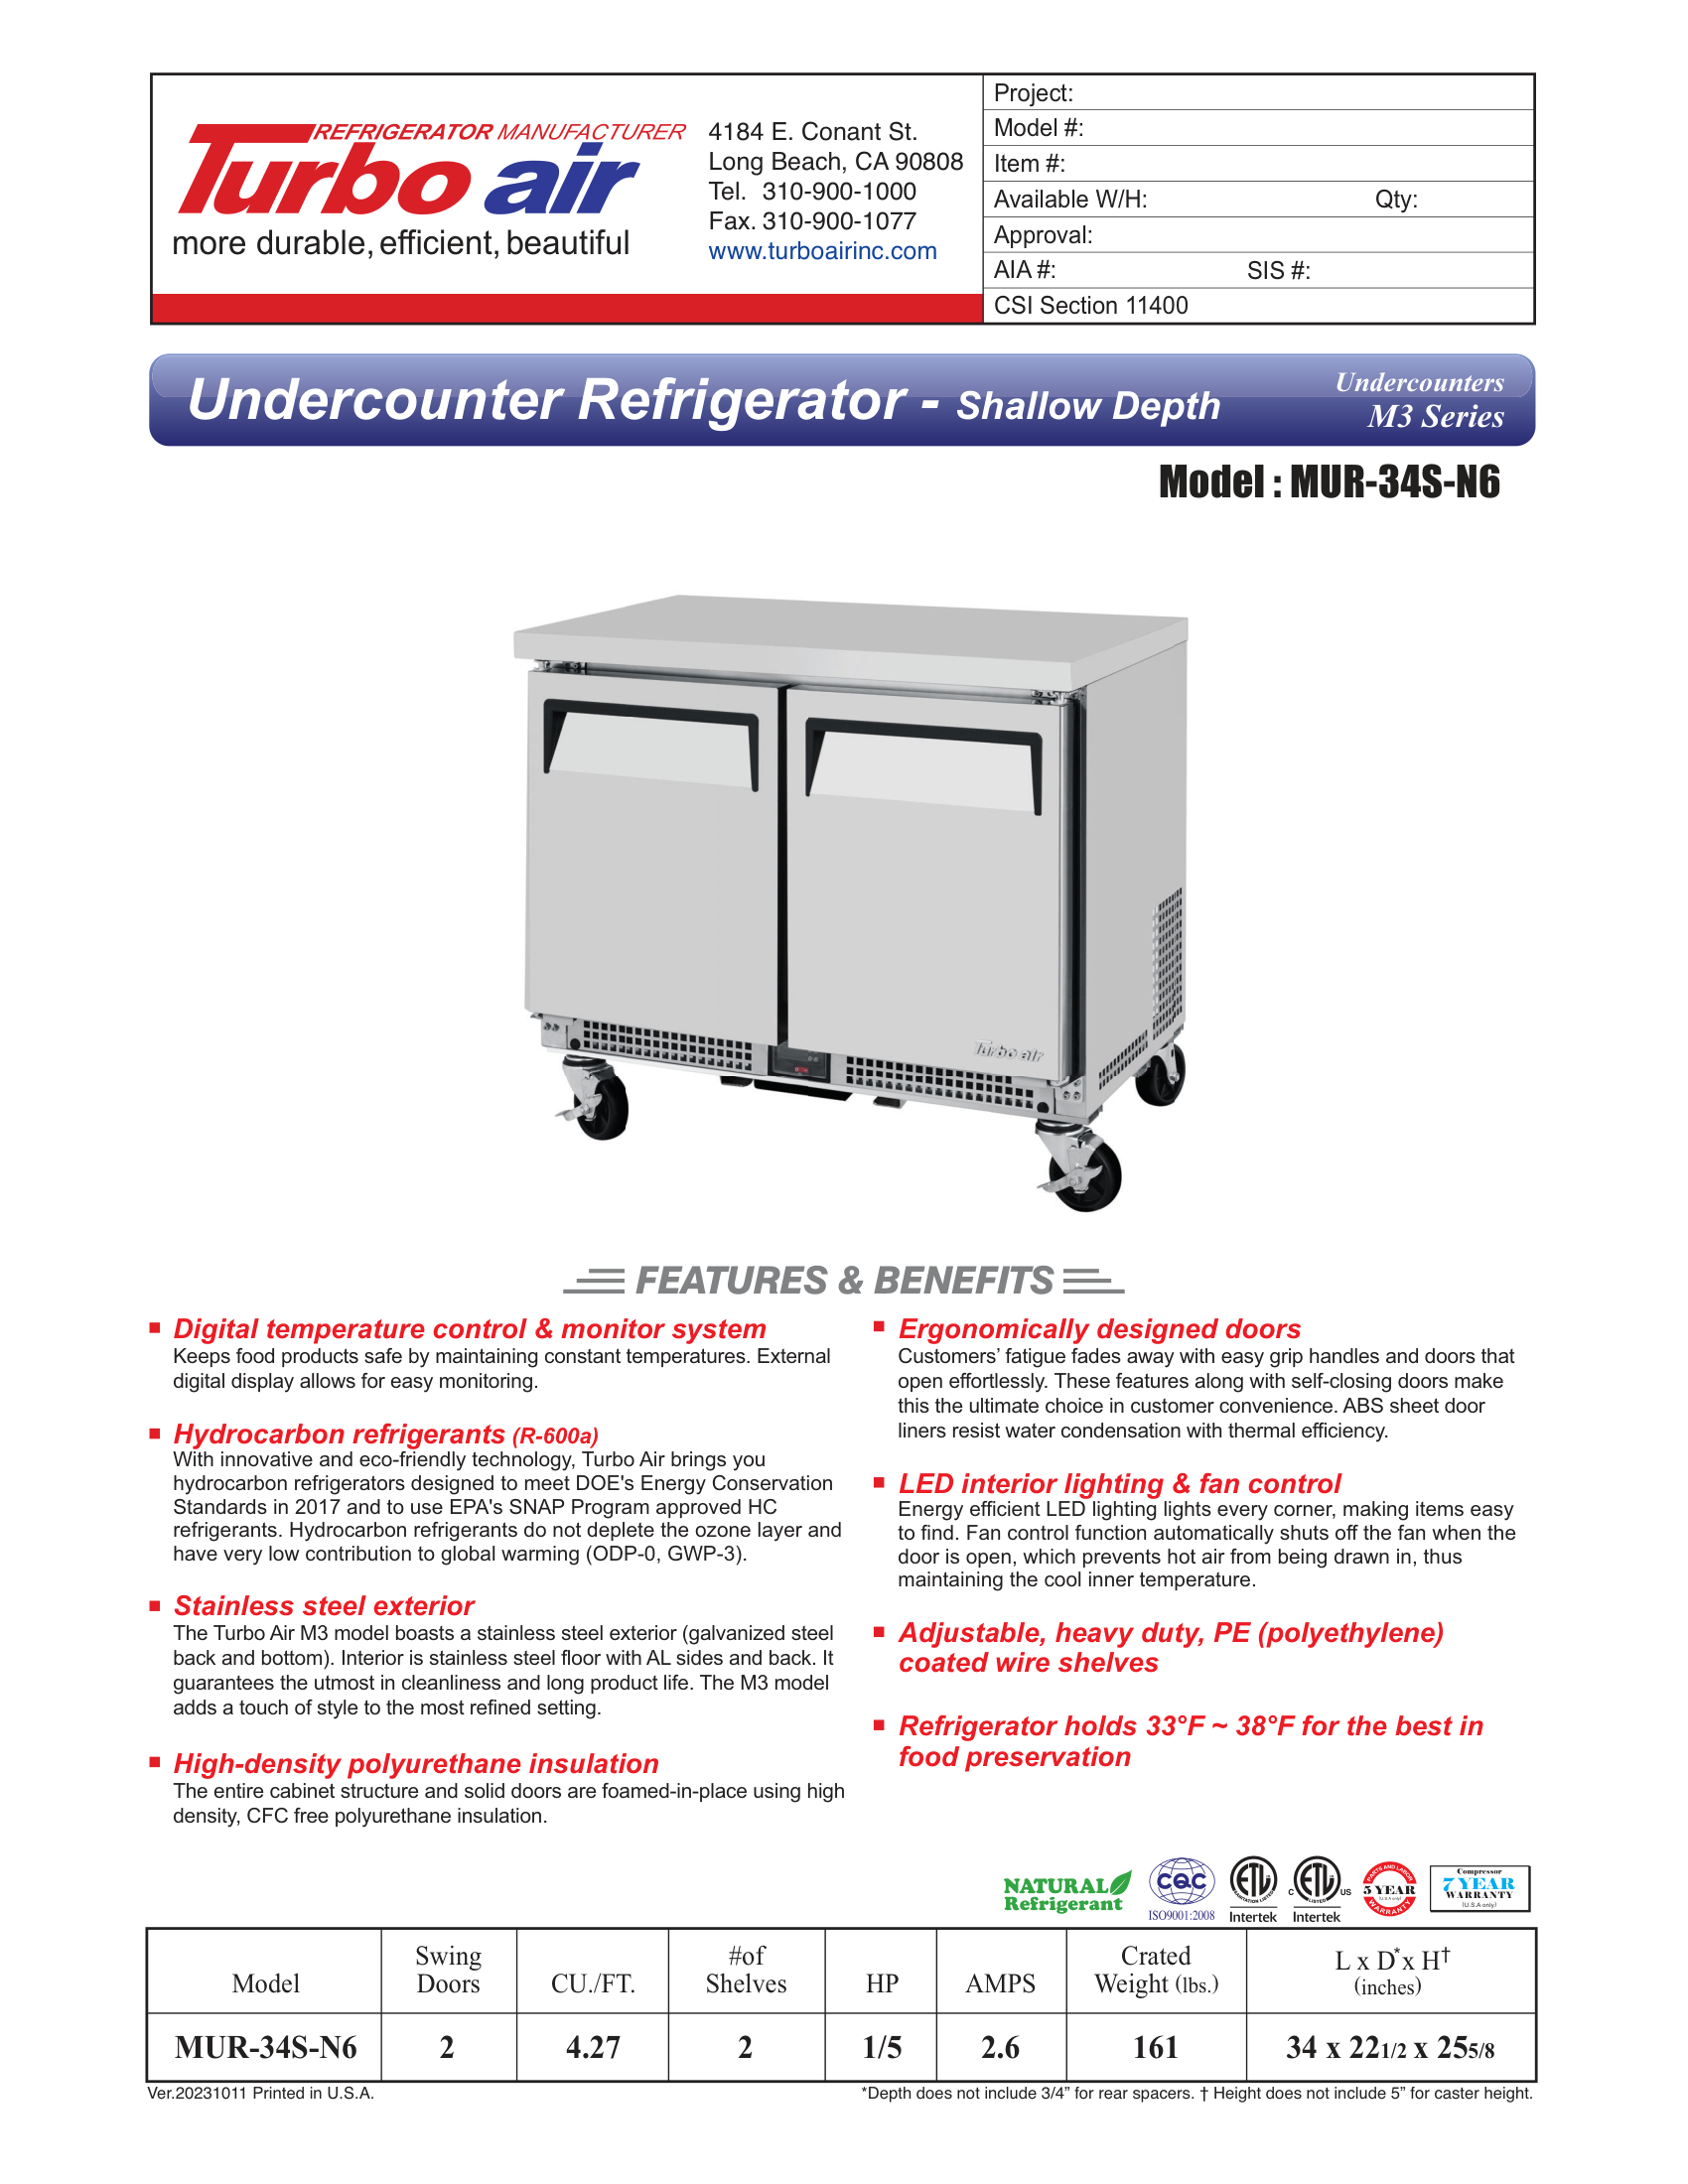 REFRIGERATOR MANUFACTURER
Turbo air
more durable, efficient, beautiful
4184 E. Conant St.
Long Beach, CA 90808
Tel. 310-900-1000
Fax. 310-900-1077
www.turboairinc.com
Project:
Model #:
Item #:
Available W/H: Qty:
Approval:
AIA #: SIS #:
CSI Section 11400
Undercounter Refrigerator - Shallow Depth
Undercounters
M3 Series
Model : MUR-34S-N6
Turbo air
FEATURES & BENEFITS
Digital temperature control & monitor system
Keeps food products safe by maintaining constant temperatures. External
digital display allows for easy monitoring.
Hydrocarbon refrigerants (R-600a)
With innovative and eco-friendly technology, Turbo Air brings you
hydrocarbon refrigerators designed to meet DOE's Energy Conservation
Standards in 2017 and to use EPA's SNAP Program approved HC
refrigerants. Hydrocarbon refrigerants do not deplete the ozone layer and
have very low contribution to global warming (ODP-0, GWP-3).
Stainless steel exterior
The Turbo Air M3 model boasts a stainless steel exterior (galvanized steel
back and bottom). Interior is stainless steel floor with AL sides and back. It
guarantees the utmost in cleanliness and long product life. The M3 model
adds a touch of style to the most refined setting.
High-density polyurethane insulation
The entire cabinet structure and solid doors are foamed-in-place using high
density, CFC free polyurethane insulation.
Ergonomically designed doors
Customers’ fatigue fades away with easy grip handles and doors that
open effortlessly. These features along with self-closing doors make
this the ultimate choice in customer convenience. ABS sheet door
liners resist water condensation with thermal efficiency.
LED interior lighting & fan control
Energy efficient LED lighting lights every corner, making items easy
to find. Fan control function automatically shuts off the fan when the
door is open, which prevents hot air from being drawn in, thus
maintaining the cool inner temperature.
Adjustable, heavy duty, PE (polyethylene)
coated wire shelves
Refrigerator holds 33°F ~ 38°F for the best in
food preservation
NATURAL
Refrigerant
CQC
ISO9001:2008
ETL
SANITATION LISTED
Intertek
C ETL US
LISTED
Intertek
PARTS AND LABOR
5 YEAR
(U.S.A only)
WARRANTY
Compressor
7 YEAR
WARRANTY
(U.S.A only)
Model Swing Doors CU./FT. #of Shelves HP AMPS Crated Weight (lbs.) L x D* x H† (inches)
MUR-34S-N6 2 4.27 2 1/5 2.6 161 34 x 22 1/2 x 25 5/8
Ver.20231011 Printed in U.S.A.
*Depth does not include 3/4” for rear spacers. † Height does not include 5” for caster height.